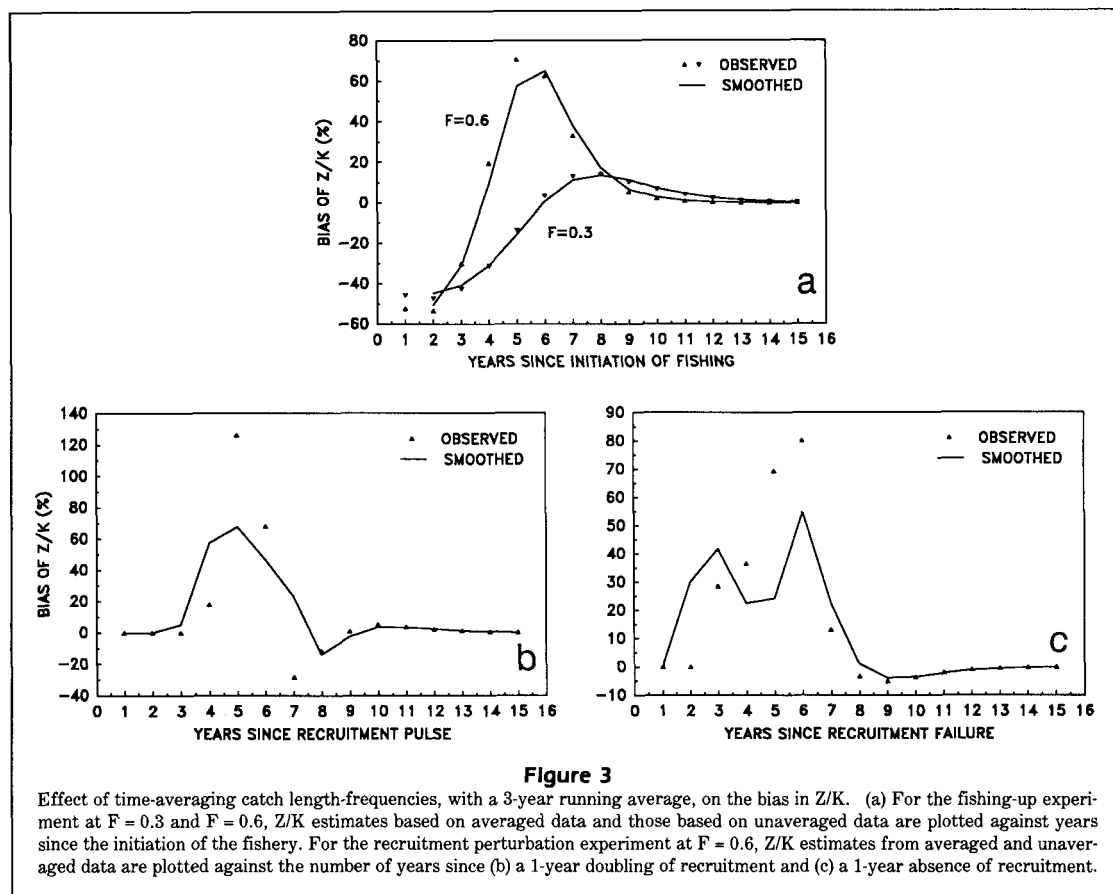 80
60
40
20
0
−20
−40
−60
BIAS OF Z/K (%)
▲ ▼ OBSERVED
— SMOOTHED
F=0.6
F=0.3
a
0 1 2 3 4 5 6 7 8 9 10 11 12 13 14 15 16
YEARS SINCE INITIATION OF FISHING
140
120
100
80
60
40
20
0
−20
−40
BIAS OF Z/K (%)
▲ OBSERVED
— SMOOTHED
b
0 1 2 3 4 5 6 7 8 9 10 11 12 13 14 15 16
YEARS SINCE RECRUITMENT PULSE
90
80
70
60
50
40
30
20
10
0
−10
▲ OBSERVED
— SMOOTHED
c
0 1 2 3 4 5 6 7 8 9 10 11 12 13 14 15 16
YEARS SINCE RECRUITMENT FAILURE
Figure 3
Effect of time-averaging catch length-frequencies, with a 3-year running average, on the bias in Z/K. (a) For the fishing-up experi-
ment at F = 0.3 and F = 0.6, Z/K estimates based on averaged data and those based on unaveraged data are plotted against years
since the initiation of the fishery. For the recruitment perturbation experiment at F = 0.6, Z/K estimates from averaged and unaver-
aged data are plotted against the number of years since (b) a 1-year doubling of recruitment and (c) a 1-year absence of recruitment.